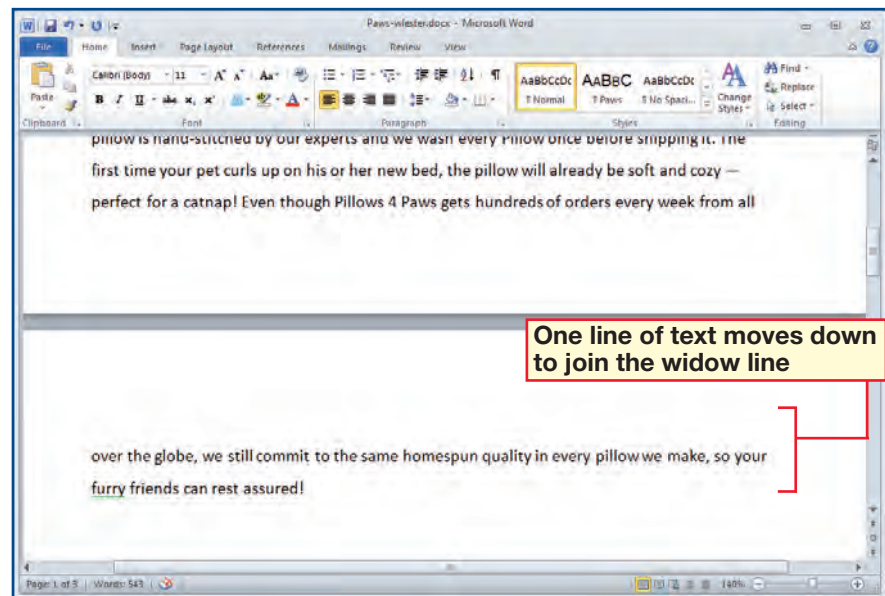 Paws-wlester.docx - Microsoft Word
File Home Insert Page Layout References Mailings Review View
Calibri (Body) 11 A A Aa
Find
AaBbCcDc AABBC AaBbCcDc
Replace
Paste B I U abc x, x² A
¶ Normal ¶ Paws ¶ No Spaci... Change Styles
Select
Clipboard Font Paragraph Styles Editing
pillow is hand-stitched by our experts and we wash every Pillow once before shipping it. The
first time your pet curls up on his or her new bed, the pillow will already be soft and cozy —
perfect for a catnap! Even though Pillows 4 Paws gets hundreds of orders every week from all
One line of text moves down
to join the widow line
over the globe, we still commit to the same homespun quality in every pillow we make, so your
furry friends can rest assured!
Page: 1 of 3 Words: 543 140%